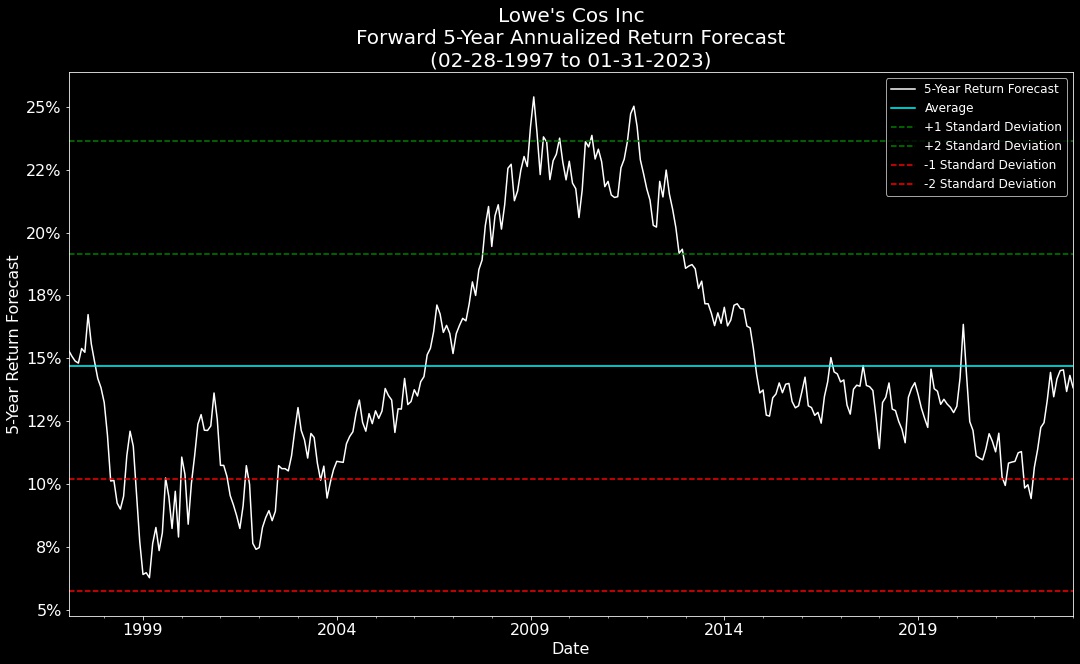 Lowe's Cos Inc
Forward 5-Year Annualized Return Forecast
(02-28-1997 to 01-31-2023)
5-Year Return Forecast
Average
+1 Standard Deviation
+2 Standard Deviation
-1 Standard Deviation
-2 Standard Deviation
25%
22%
20%
18%
15%
12%
10%
8%
5%
5-Year Return Forecast
1999 2004 2009 2014 2019
Date